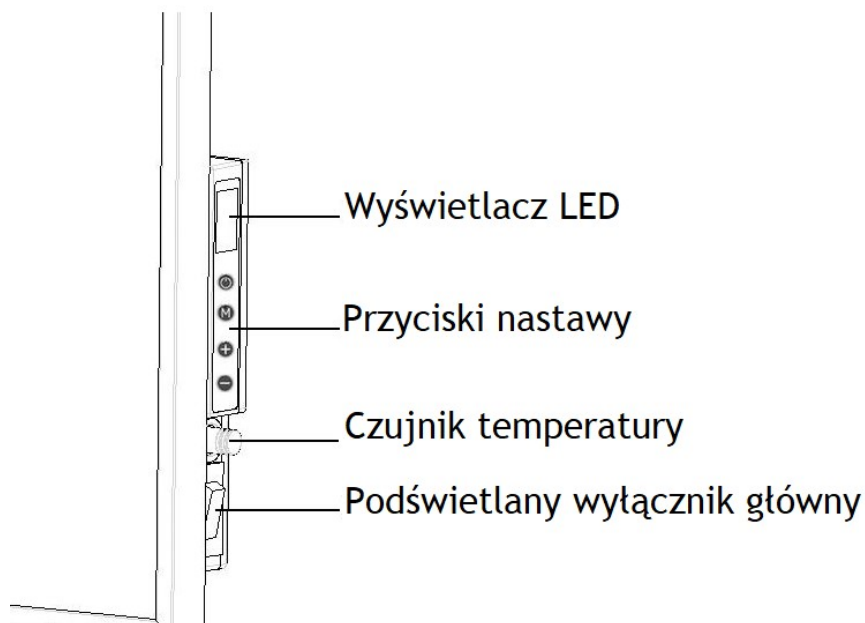 Wyświetlacz LED
M
Przyciski nastawy
+
−
Czujnik temperatury
Podświetlany wyłącznik główny